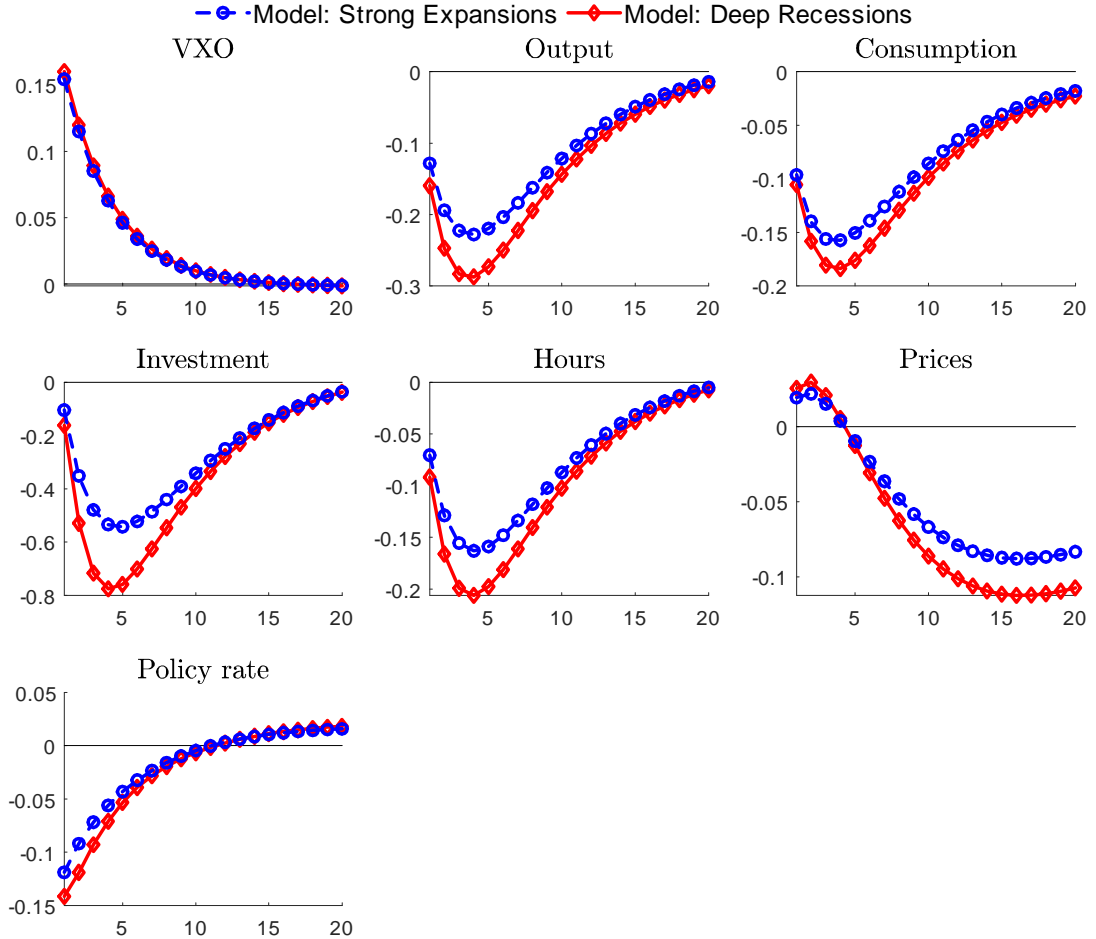 Model: Strong Expansions Model: Deep Recessions
VXO Output Consumption
0.15
0.1
0.05
0
5 10 15 20
0
-0.1
-0.2
-0.3
5 10 15 20
0
-0.05
-0.1
-0.15
-0.2
5 10 15 20
Investment Hours Prices
0
-0.2
-0.4
-0.6
-0.8
5 10 15 20
0
-0.05
-0.1
-0.15
-0.2
5 10 15 20
0
-0.05
-0.1
5 10 15 20
Policy rate
0.05
0
-0.05
-0.1
-0.15
5 10 15 20